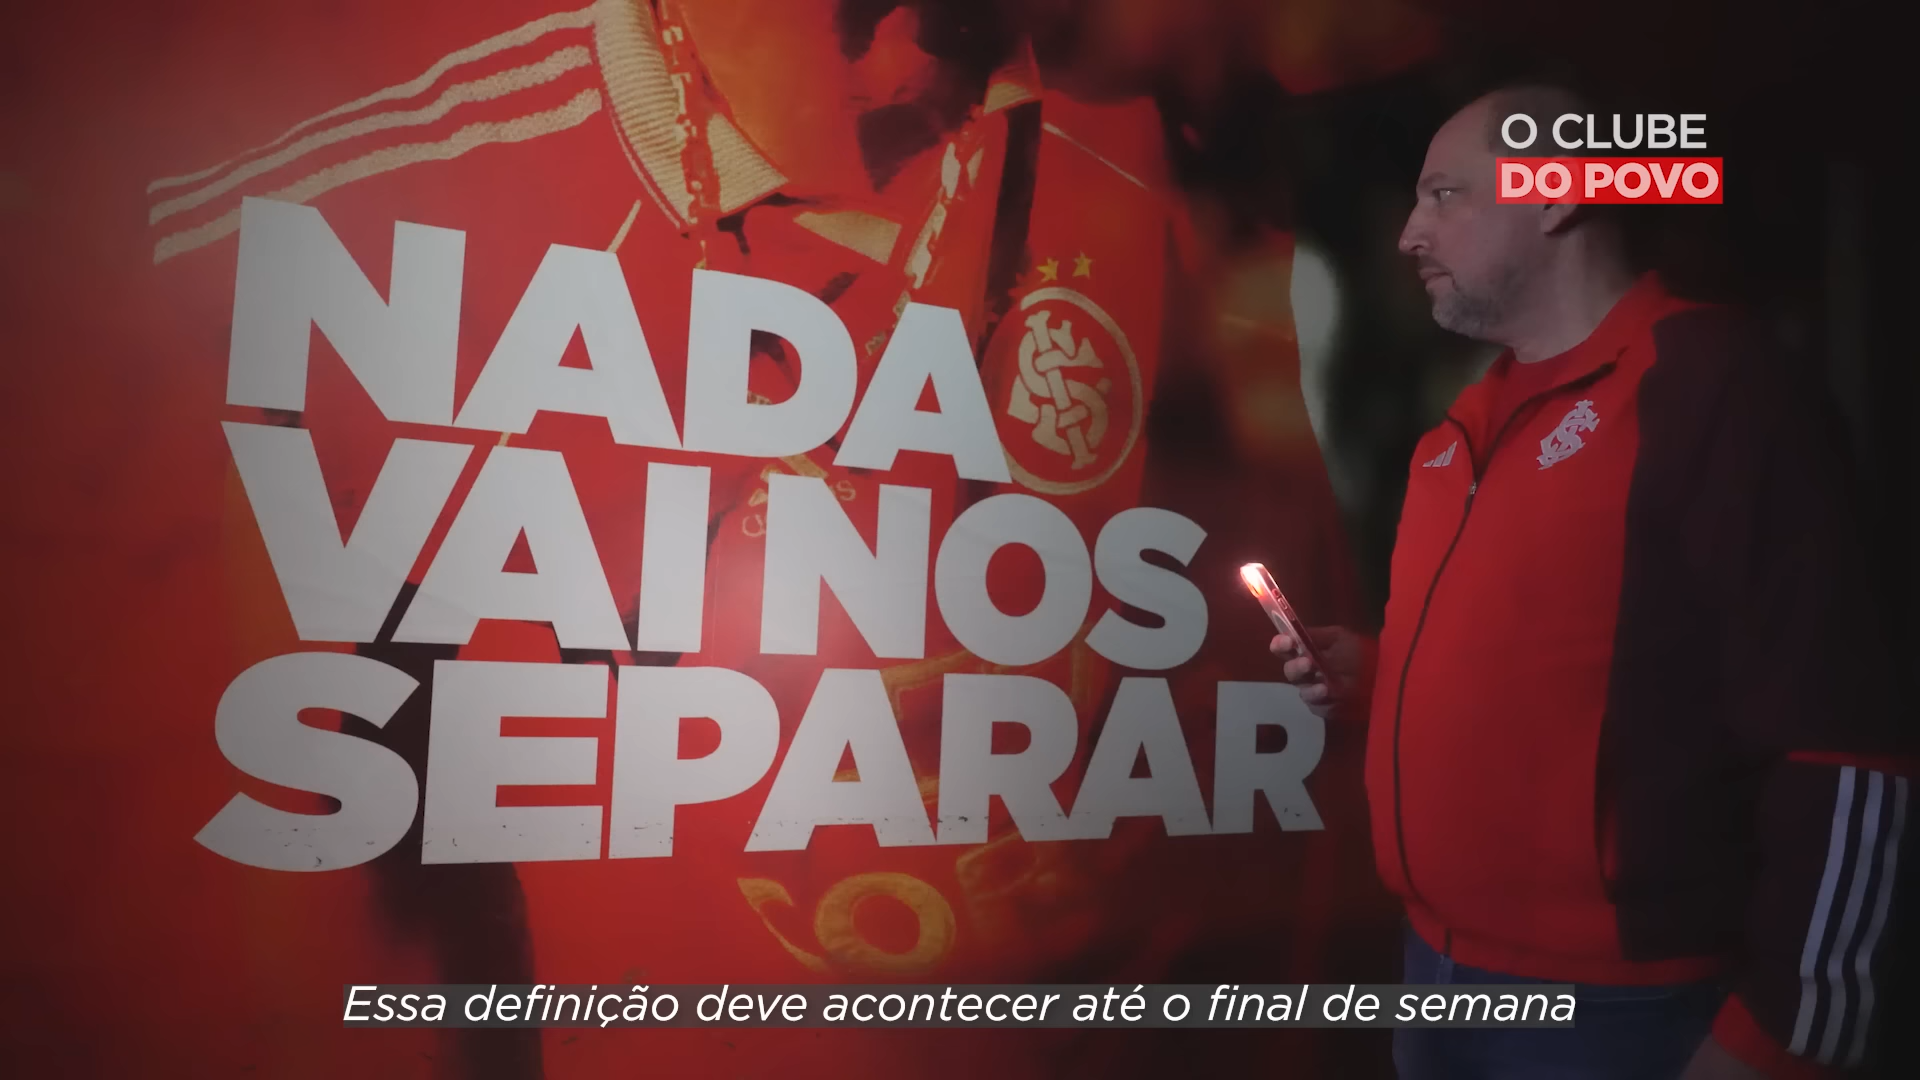 O CLUBE
DO POVO
NADA
VAI NOS
SEPARAR
Essa definição deve acontecer até o final de semana